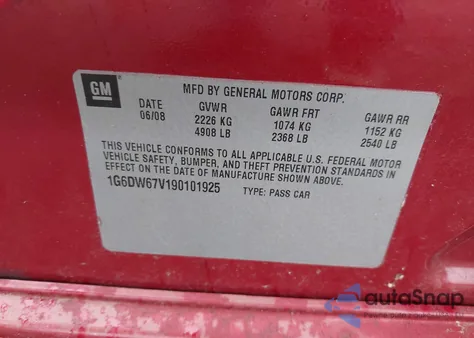 GM
MFD BY GENERAL MOTORS CORP.
DATE GVWR GAWR FRT GAWR RR
06/08 2226 KG 1074 KG 1152 KG
4908 LB 2368 LB 2540 LB
THIS VEHICLE CONFORMS TO ALL APPLICABLE U.S. FEDERAL MOTOR
VEHICLE SAFETY, BUMPER, AND THEFT PREVENTION STANDARDS IN
EFFECT ON THE DATE OF MANUFACTURE SHOWN ABOVE.
1G6DW67V190101925 TYPE: PASS CAR
autoSnap